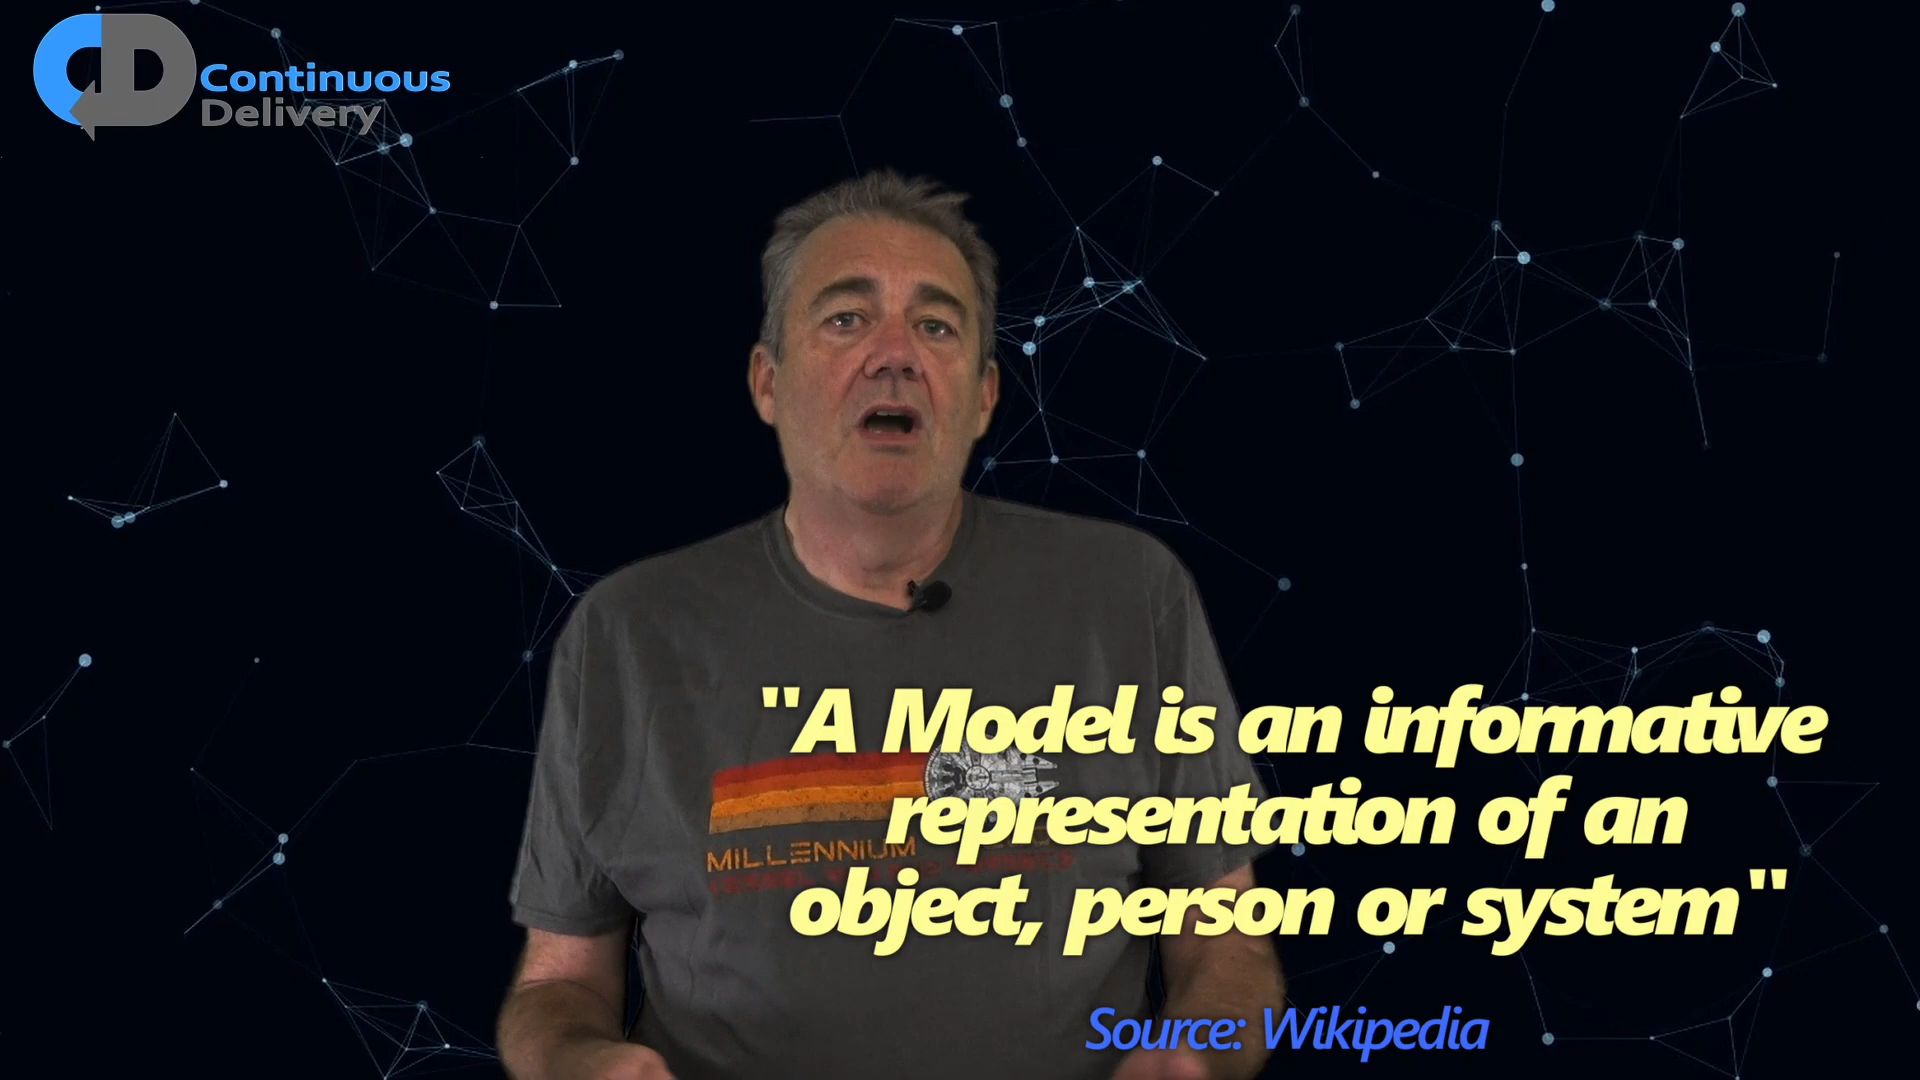 Continuous
Delivery
"A Model is an informative
representation of an
object, person or system"
MILLENNIUM
Source: Wikipedia